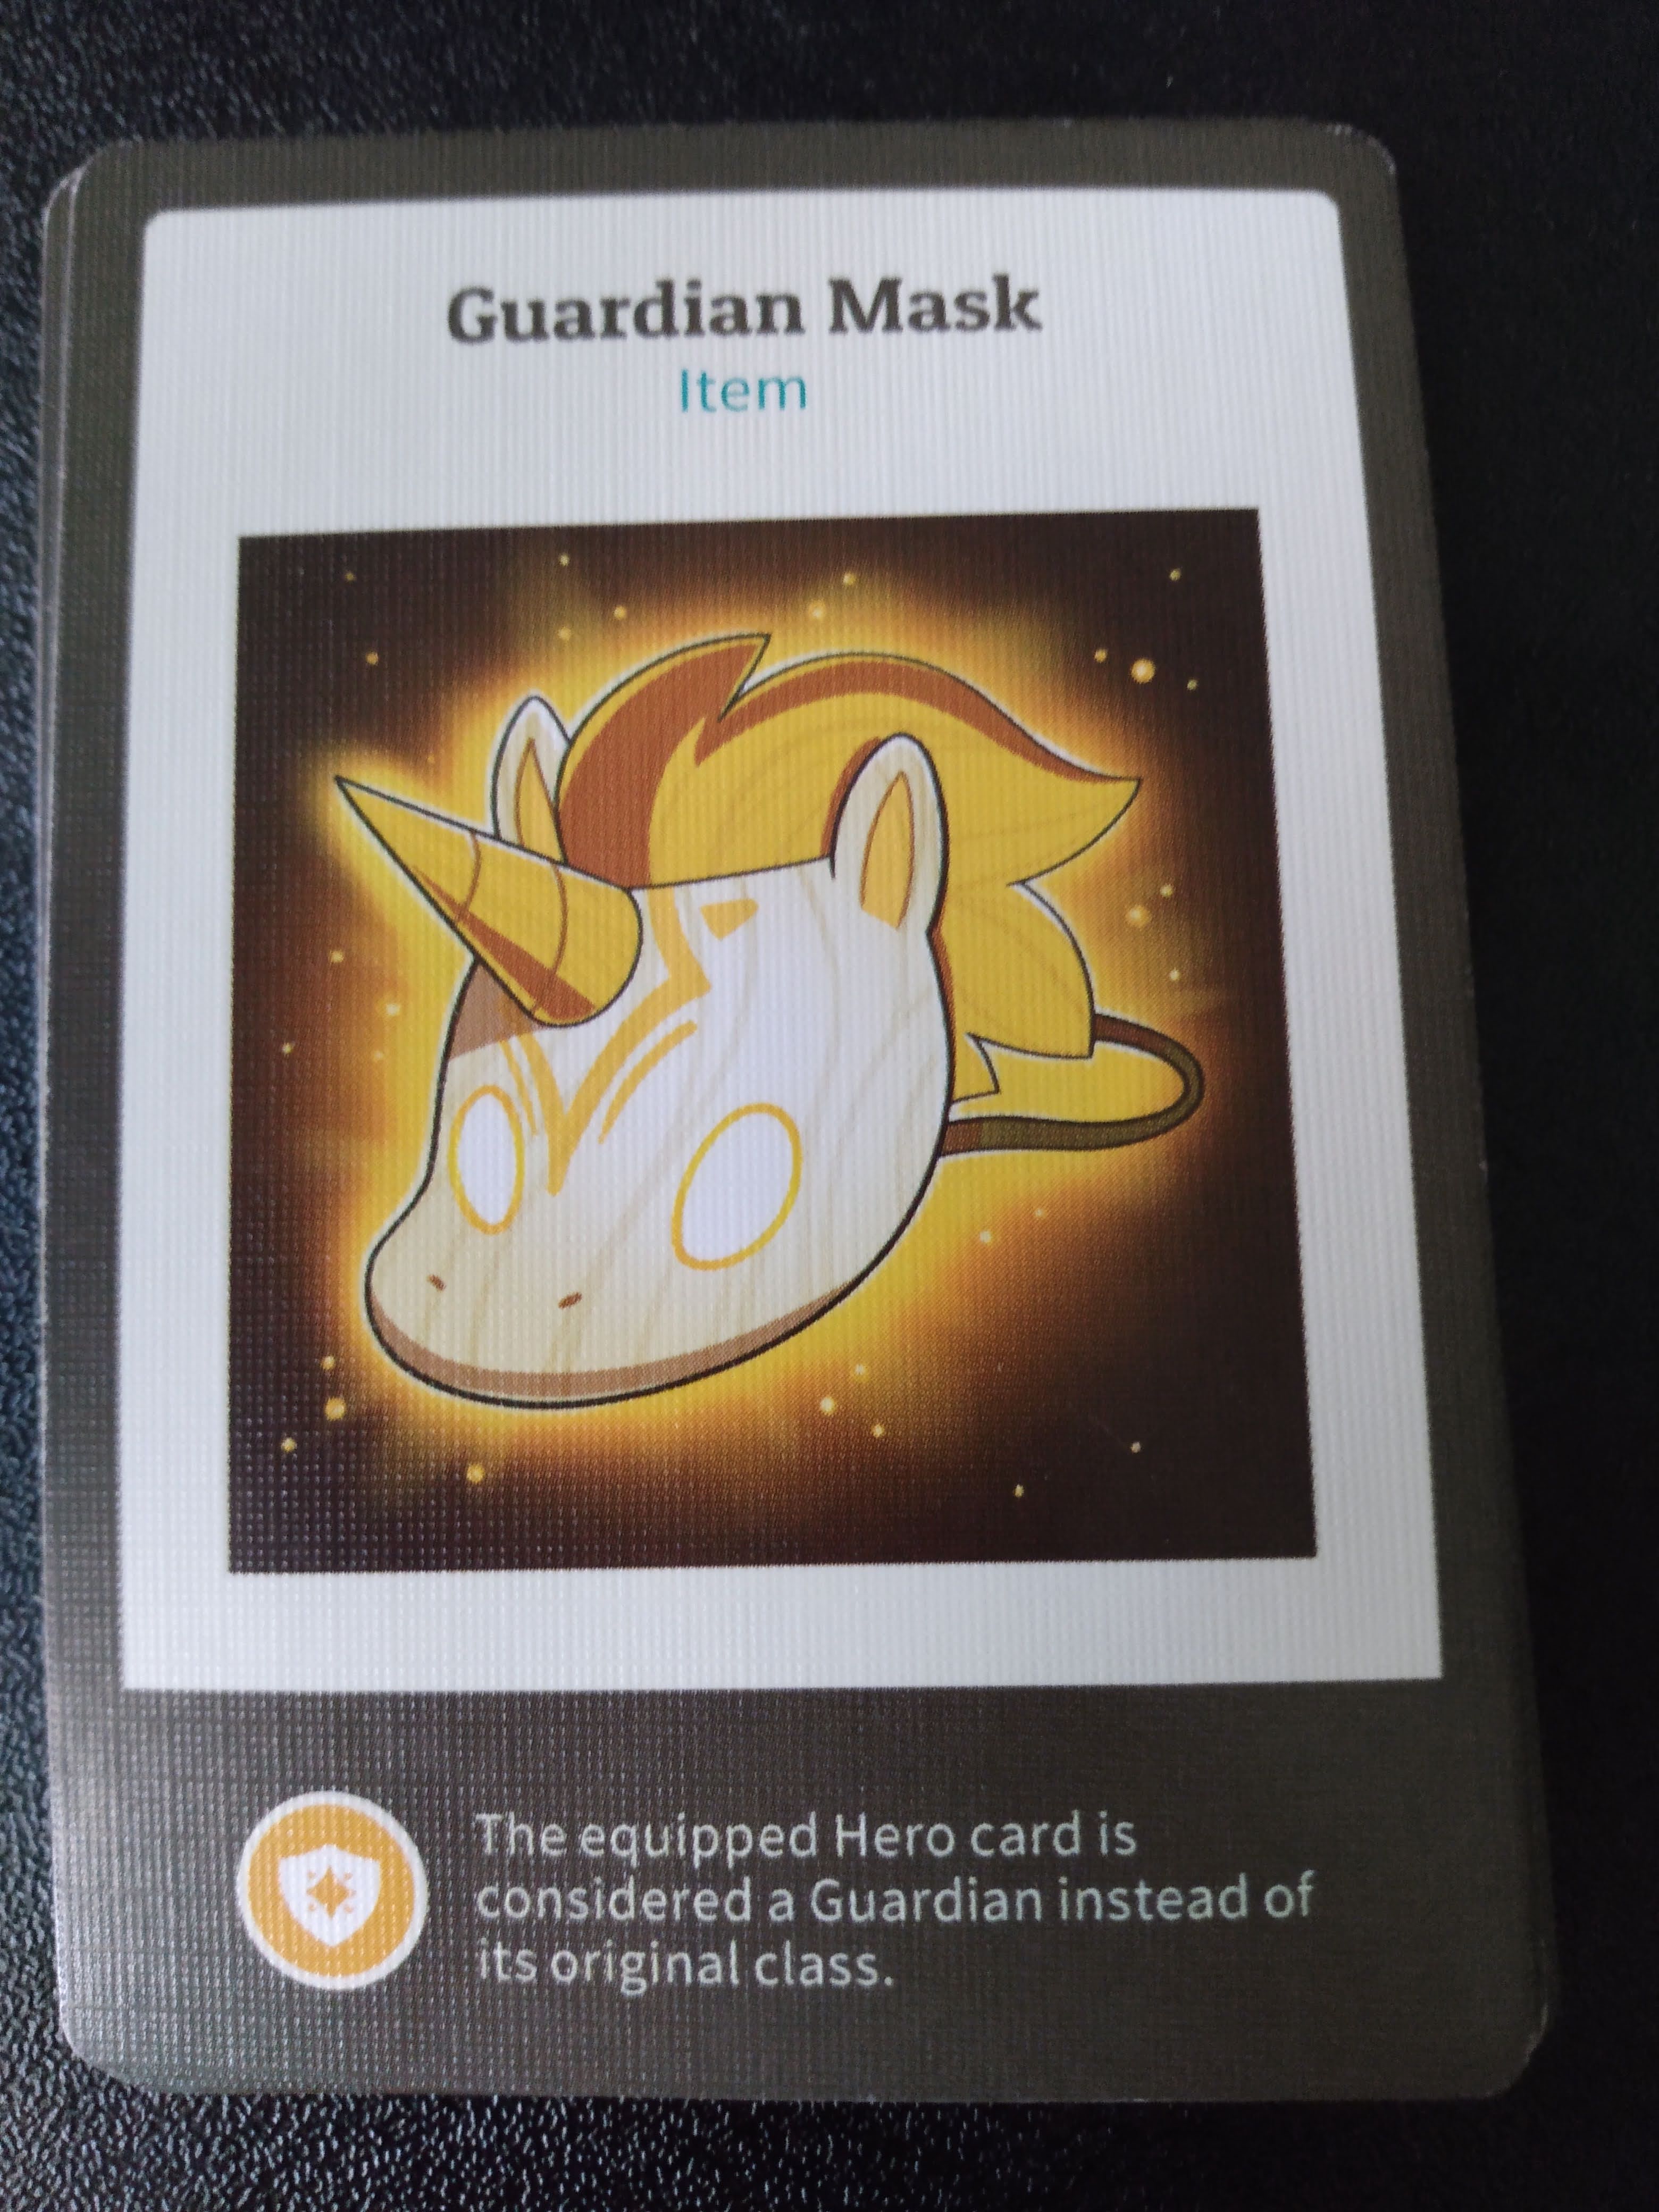 Guardian Mask
Item
The equipped Hero card is
considered a Guardian instead of
its original class.